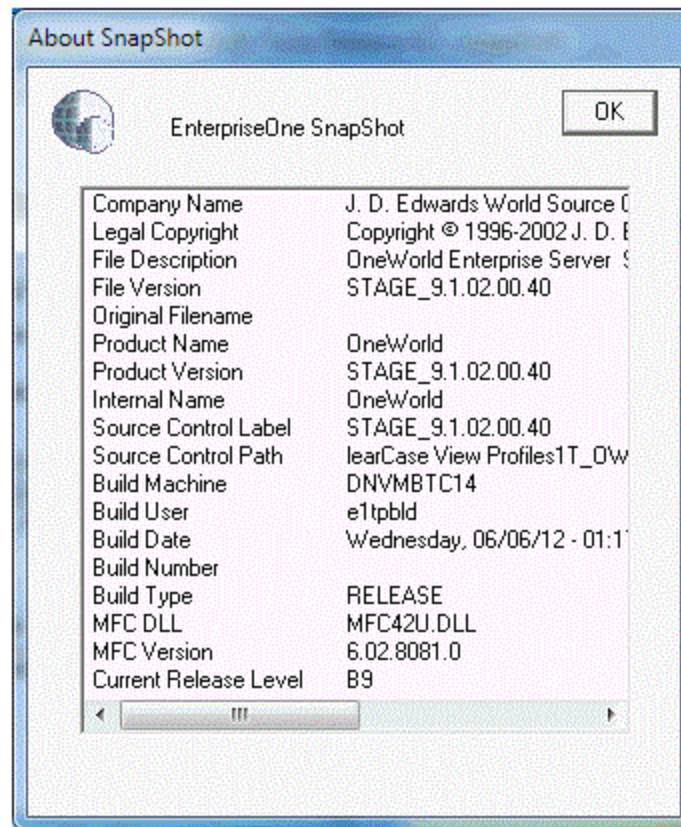 About SnapShot
EnterpriseOne SnapShot
OK
Company Name J. D. Edwards World Source
Legal Copyright Copyright © 1996-2002 J. D.
File Description OneWorld Enterprise Server
File Version STAGE_9.1.02.00.40
Original Filename
Product Name OneWorld
Product Version STAGE_9.1.02.00.40
Internal Name OneWorld
Source Control Label STAGE_9.1.02.00.40
Source Control Path learCase View Profiles1T_OW
Build Machine DNVMBTC14
Build User e1tpbld
Build Date Wednesday, 06/06/12 - 01:1
Build Number
Build Type RELEASE
MFC DLL MFC42U.DLL
MFC Version 6.02.8081.0
Current Release Level B9